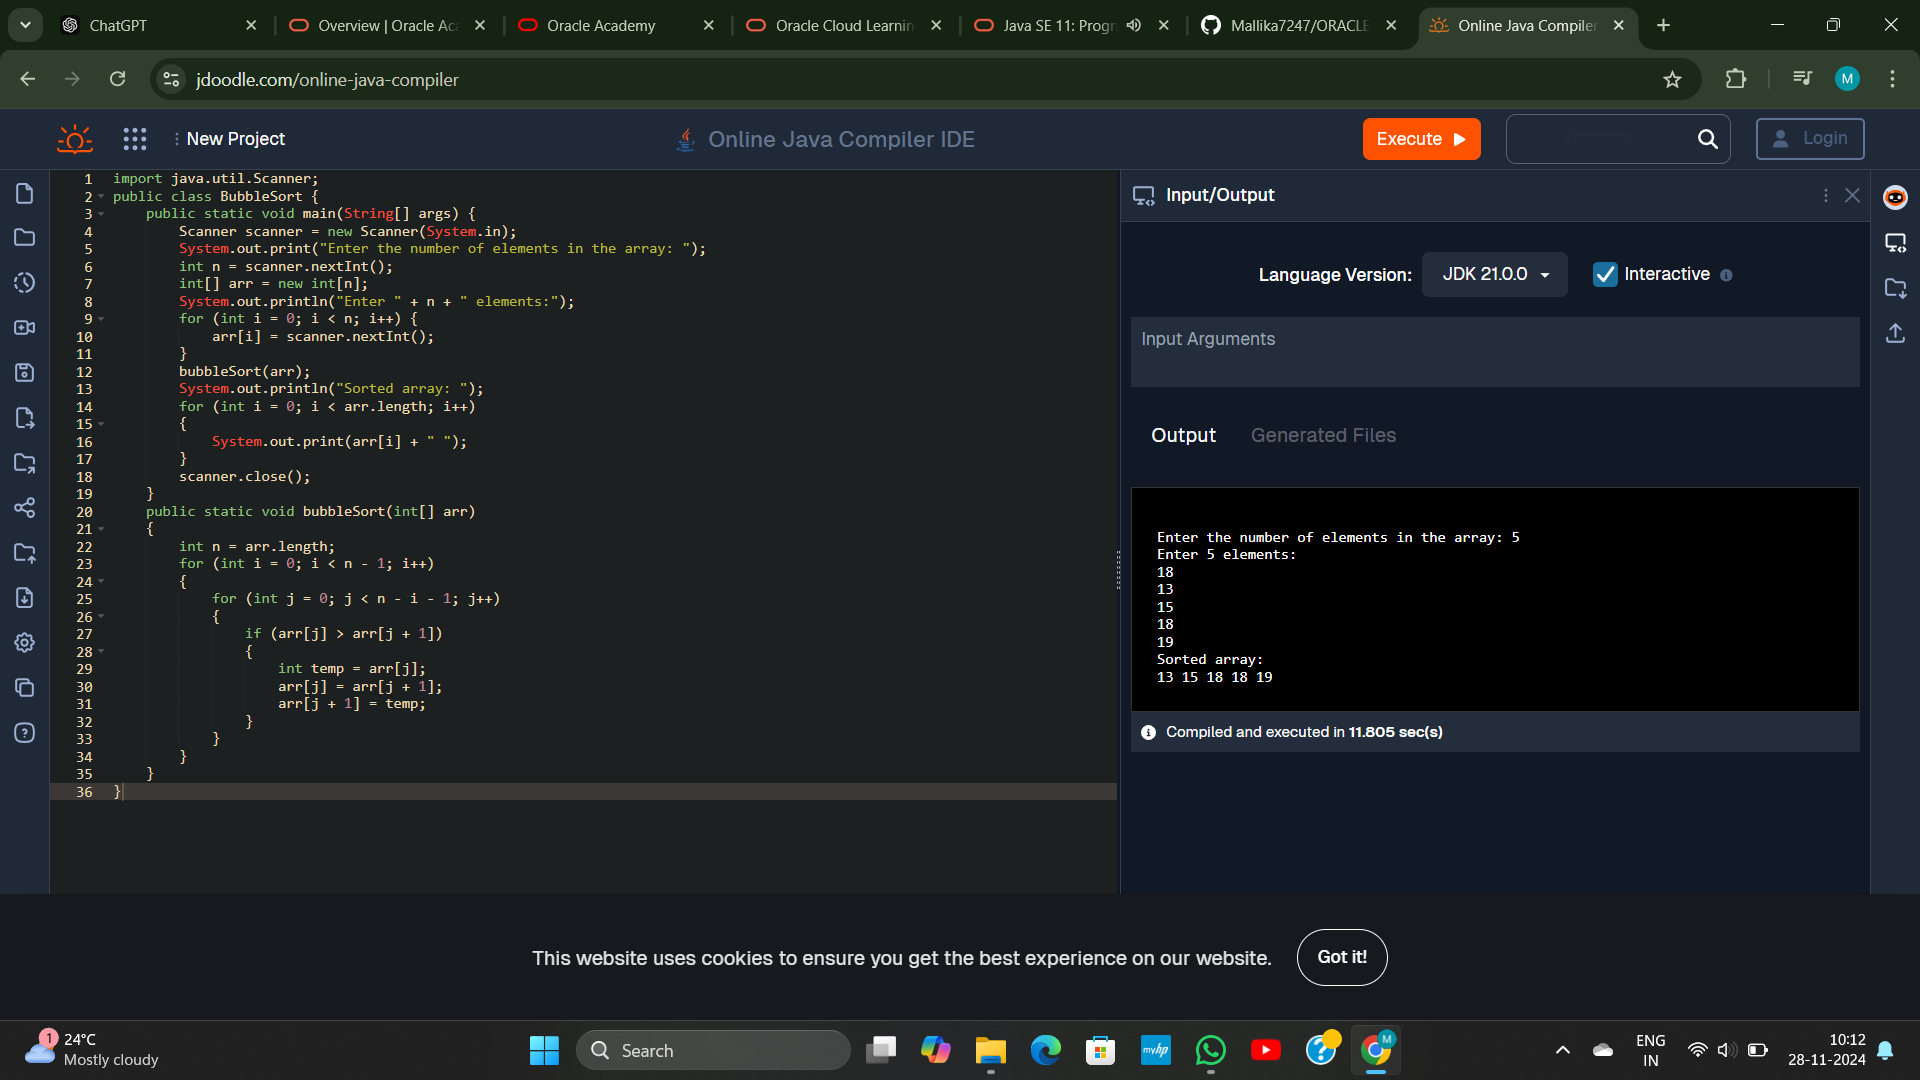 ChatGPT
Overview | Oracle Aca
Oracle Academy
Oracle Cloud Learnin
Java SE 11: Progr
Mallika7247/ORACLE
Online Java Compiler
jdoodle.com/online-java-compiler
M
New Project
Online Java Compiler IDE
Execute
Login
1 import java.util.Scanner;
2 public class BubbleSort {
3     public static void main(String[] args) {
4         Scanner scanner = new Scanner(System.in);
5         System.out.print("Enter the number of elements in the array: ");
6         int n = scanner.nextInt();
7         int[] arr = new int[n];
8         System.out.println("Enter " + n + " elements:");
9         for (int i = 0; i < n; i++) {
10             arr[i] = scanner.nextInt();
11         }
12         bubbleSort(arr);
13         System.out.println("Sorted array: ");
14         for (int i = 0; i < arr.length; i++)
15         {
16             System.out.print(arr[i] + " ");
17         }
18         scanner.close();
19     }
20     public static void bubbleSort(int[] arr)
21     {
22         int n = arr.length;
23         for (int i = 0; i < n - 1; i++)
24         {
25             for (int j = 0; j < n - i - 1; j++)
26             {
27                 if (arr[j] > arr[j + 1])
28                 {
29                     int temp = arr[j];
30                     arr[j] = arr[j + 1];
31                     arr[j + 1] = temp;
32                 }
33             }
34         }
35     }
36 }
Input/Output
Language Version: JDK 21.0.0
Interactive
Input Arguments
Output
Generated Files
Enter the number of elements in the array: 5
Enter 5 elements:
18
13
15
18
19
Sorted array:
13 15 18 18 19
Compiled and executed in 11.805 sec(s)
This website uses cookies to ensure you get the best experience on our website.
Got it!
1
24°C
Mostly cloudy
Search
myhp
M
ENG
IN
10:12
28-11-2024